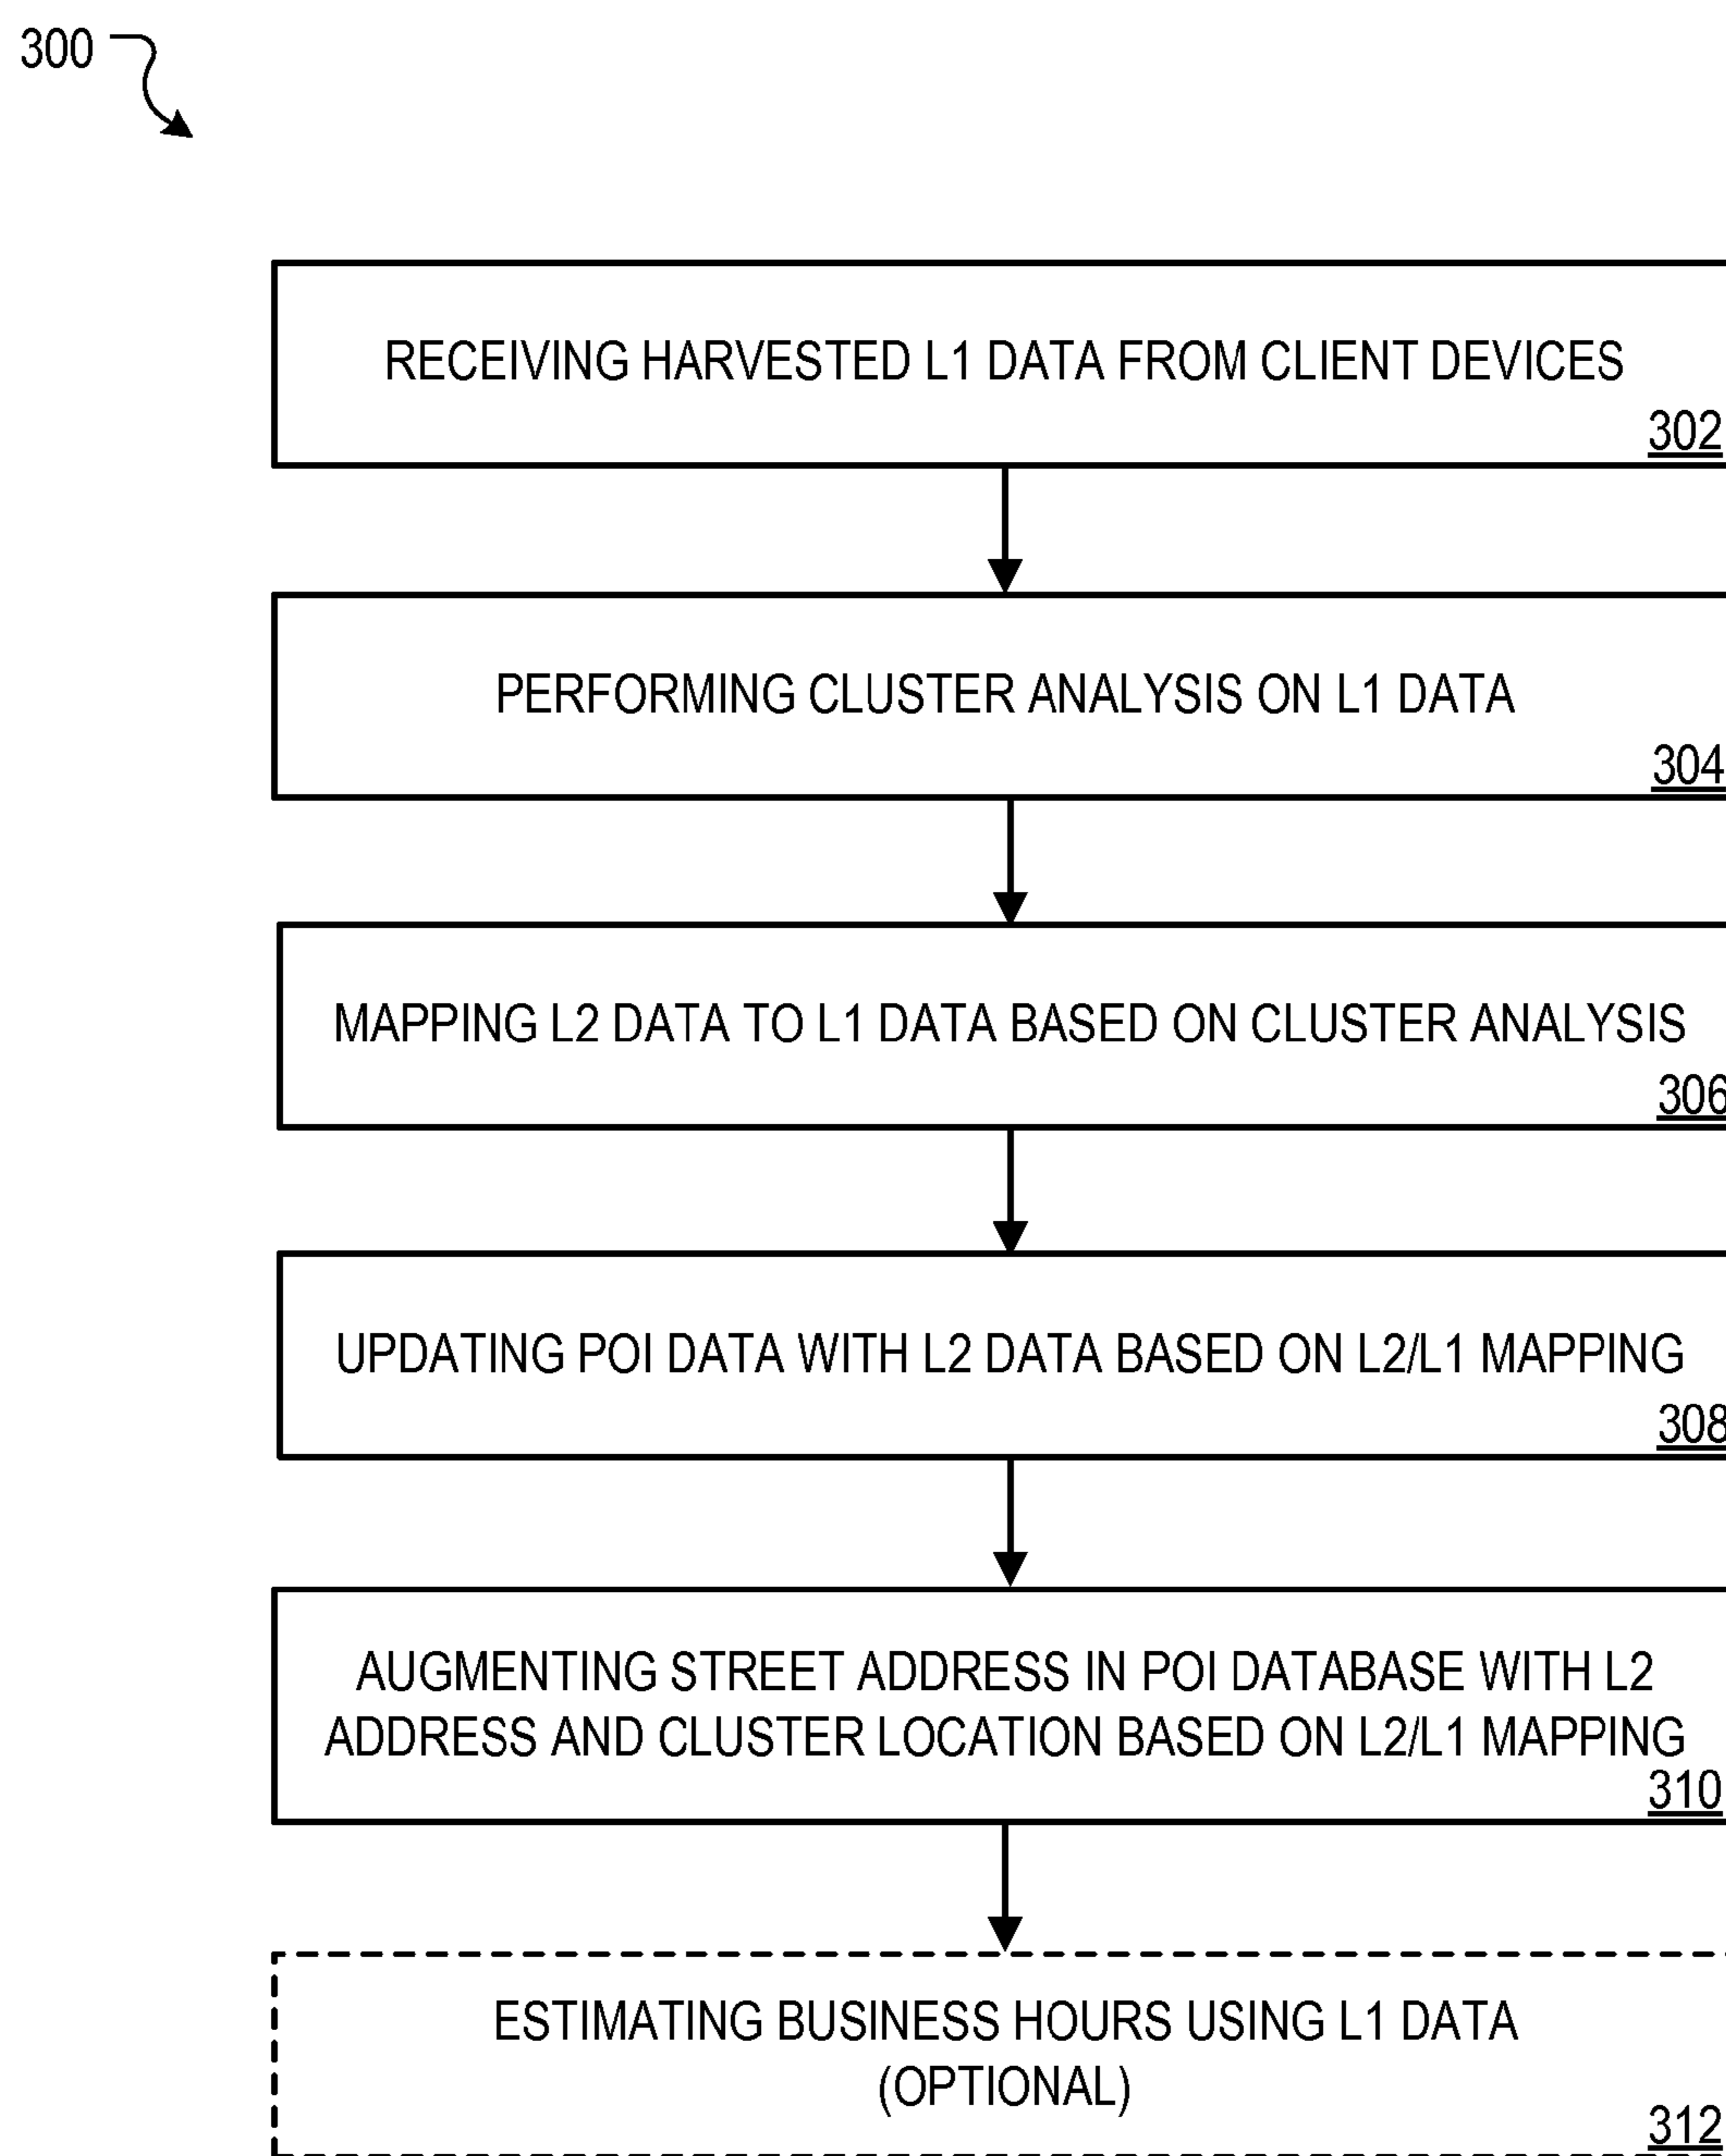 300
RECEIVING HARVESTED L1 DATA FROM CLIENT DEVICES
302
PERFORMING CLUSTER ANALYSIS ON L1 DATA
304
MAPPING L2 DATA TO L1 DATA BASED ON CLUSTER ANALYSIS
306
UPDATING POI DATA WITH L2 DATA BASED ON L2/L1 MAPPING
308
AUGMENTING STREET ADDRESS IN POI DATABASE WITH L2
ADDRESS AND CLUSTER LOCATION BASED ON L2/L1 MAPPING
310
ESTIMATING BUSINESS HOURS USING L1 DATA
(OPTIONAL)
312